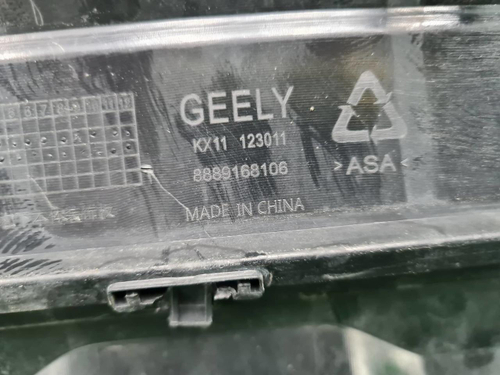 GEELY
KX11 123011
8889168106
>ASA<
MADE IN CHINA